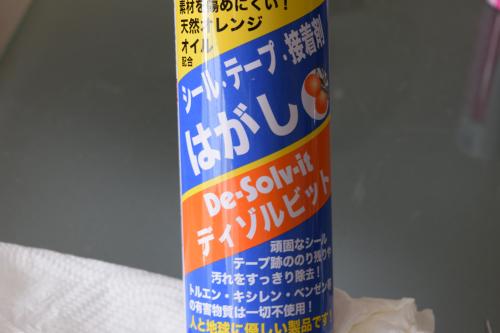 素材を傷めにくい!
天然オレンジ
オイル
配合
シール・テープ・接着剤
はがし
De-Solv-it
ディゾルビット
頑固なシール
テープ跡ののり残りや
汚れをすっきり除去!
トルエン・キシレン・ベンゼン等
の有害物質は一切不使用!
人と地球に優しい製品です!